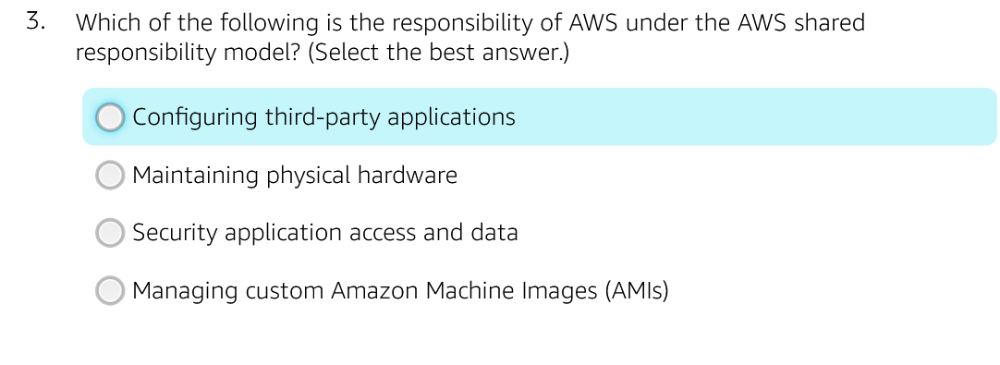 3. Which of the following is the responsibility of AWS under the AWS shared
responsibility model? (Select the best answer.)
Configuring third-party applications
Maintaining physical hardware
Security application access and data
Managing custom Amazon Machine Images (AMIs)